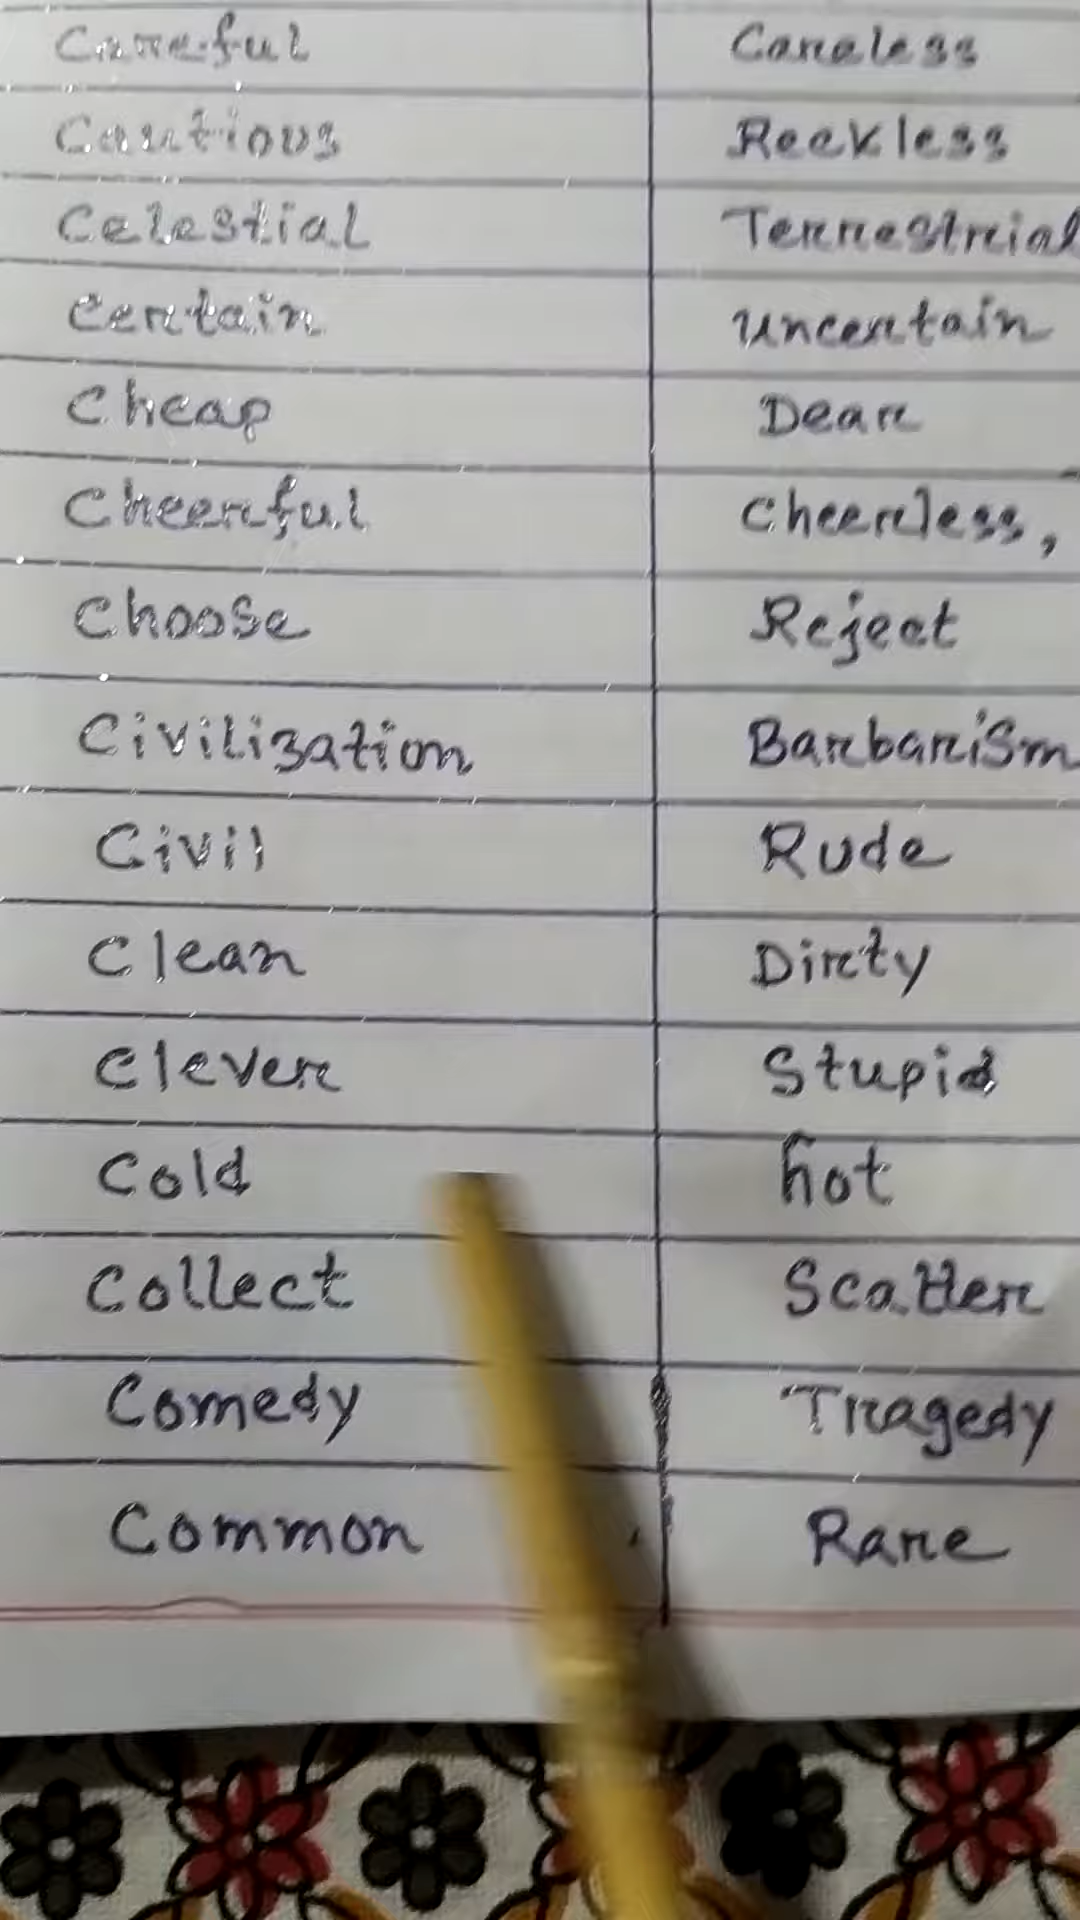 Careful Careless
Cautious Reckless
Celestial Terrestrial
Certain uncertain
Cheap Dear
Cheerful Cheerless,
Choose Reject
Civilization Barbarism
Civil Rude
Clean Dirty
Clever Stupid
Cold hot
Collect Scatter
Comedy Tragedy
Common Rare